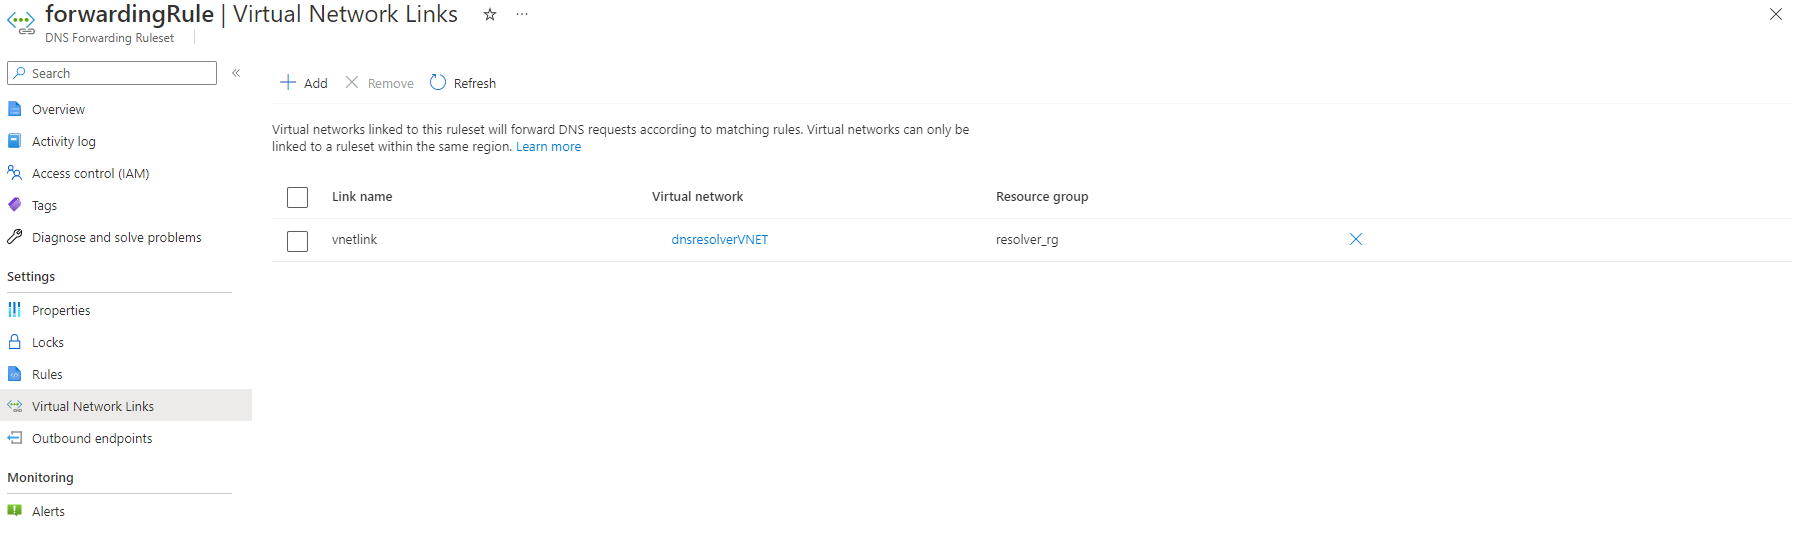 forwardingRule | Virtual Network Links
DNS Forwarding Ruleset
Search
Overview
Activity log
Access control (IAM)
Tags
Diagnose and solve problems
Settings
Properties
Locks
Rules
Virtual Network Links
Outbound endpoints
Monitoring
Alerts
Add Remove Refresh
Virtual networks linked to this ruleset will forward DNS requests according to matching rules. Virtual networks can only be
linked to a ruleset within the same region. Learn more
Link name Virtual network Resource group
vnetlink dnsresolverVNET resolver_rg